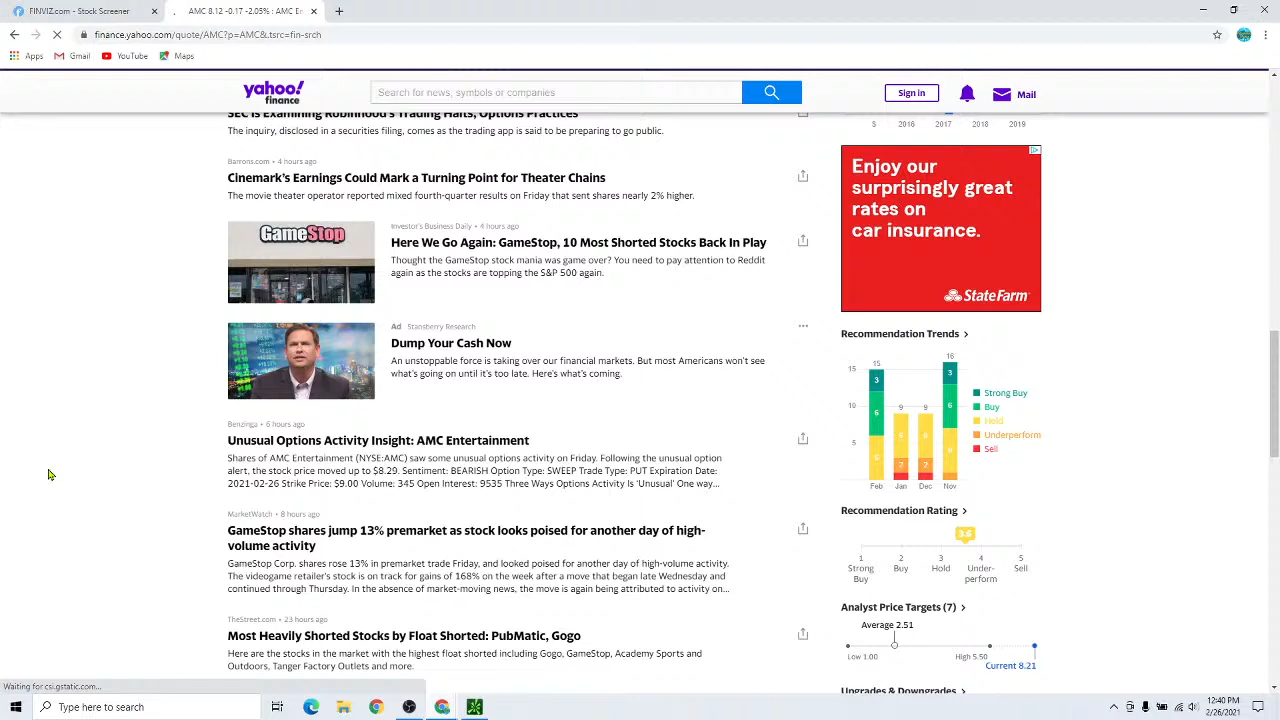 FINVIZ.com - Stock Screener
AMC 8.12 -0.17 -2.05% : AMC Ent
finance.yahoo.com/quote/AMC?p=AMC&.tsrc=fin-srch
Apps Gmail YouTube Maps
yahoo!
finance
Search for news, symbols or companies
Sign in
Mail
SEC Is Examining Robinhood's Trading Halts, Options Practices
The inquiry, disclosed in a securities filing, comes as the trading app is said to be preparing to go public.
Barrons.com • 4 hours ago
Cinemark's Earnings Could Mark a Turning Point for Theater Chains
The movie theater operator reported mixed fourth-quarter results on Friday that sent shares nearly 2% higher.
GameStop
Investor's Business Daily • 4 hours ago
Here We Go Again: GameStop, 10 Most Shorted Stocks Back In Play
Thought the GameStop stock mania was game over? You need to pay attention to Reddit
again as the stocks are topping the S&P 500 again.
Ad Stansberry Research
Dump Your Cash Now
An unstoppable force is taking over our financial markets. But most Americans won't see
what's going on until it's too late. Here's what's coming.
Benzinga • 6 hours ago
Unusual Options Activity Insight: AMC Entertainment
Shares of AMC Entertainment (NYSE:AMC) saw some unusual options activity on Friday. Following the unusual
option alert, the stock price moved up to $8.29. Sentiment: BEARISH Option Type: SWEEP Trade Type: PUT Expiration Date:
2021-02-26 Strike Price: $9.00 Volume: 345 Open Interest: 9535 Three Ways Options Activity Is 'Unusual' One way...
MarketWatch • 8 hours ago
GameStop shares jump 13% premarket as stock looks poised for another day of high-
volume activity
GameStop Corp. shares rose 13% in premarket trade Friday, and looked poised for another day of high-volume activity.
The videogame retailer's stock is on track for gains of 168% on the week after a move that began late Wednesday and
continued through Thursday. In the absence of market-moving news, the move is again being attributed to activity on...
TheStreet.com • 23 hours ago
Most Heavily Shorted Stocks by Float Shorted: PubMatic, Gogo
Here are the stocks in the market with the highest float shorted including Gogo, GameStop, Academy Sports and
Outdoors, Tanger Factory Outlets and more.
S 2016 2017 2018 2019
Enjoy our
surprisingly great
rates on
car insurance.
StateFarm
Recommendation Trends
15 10 5
15 9 9 16
3 3
6 6
Feb Jan Dec Nov
Strong Buy
Buy
Hold
Underperform
Sell
Recommendation Rating
3.6
1 2 3 4 5
Strong Buy Buy Hold Under-perform Sell
Analyst Price Targets (7)
Average 2.51
Low 1.00 High 5.50
Current 8.21
Upgrades & Downgrades
Waiting for csi.gstatic.com...
Type here to search
12:40 PM
2/26/2021